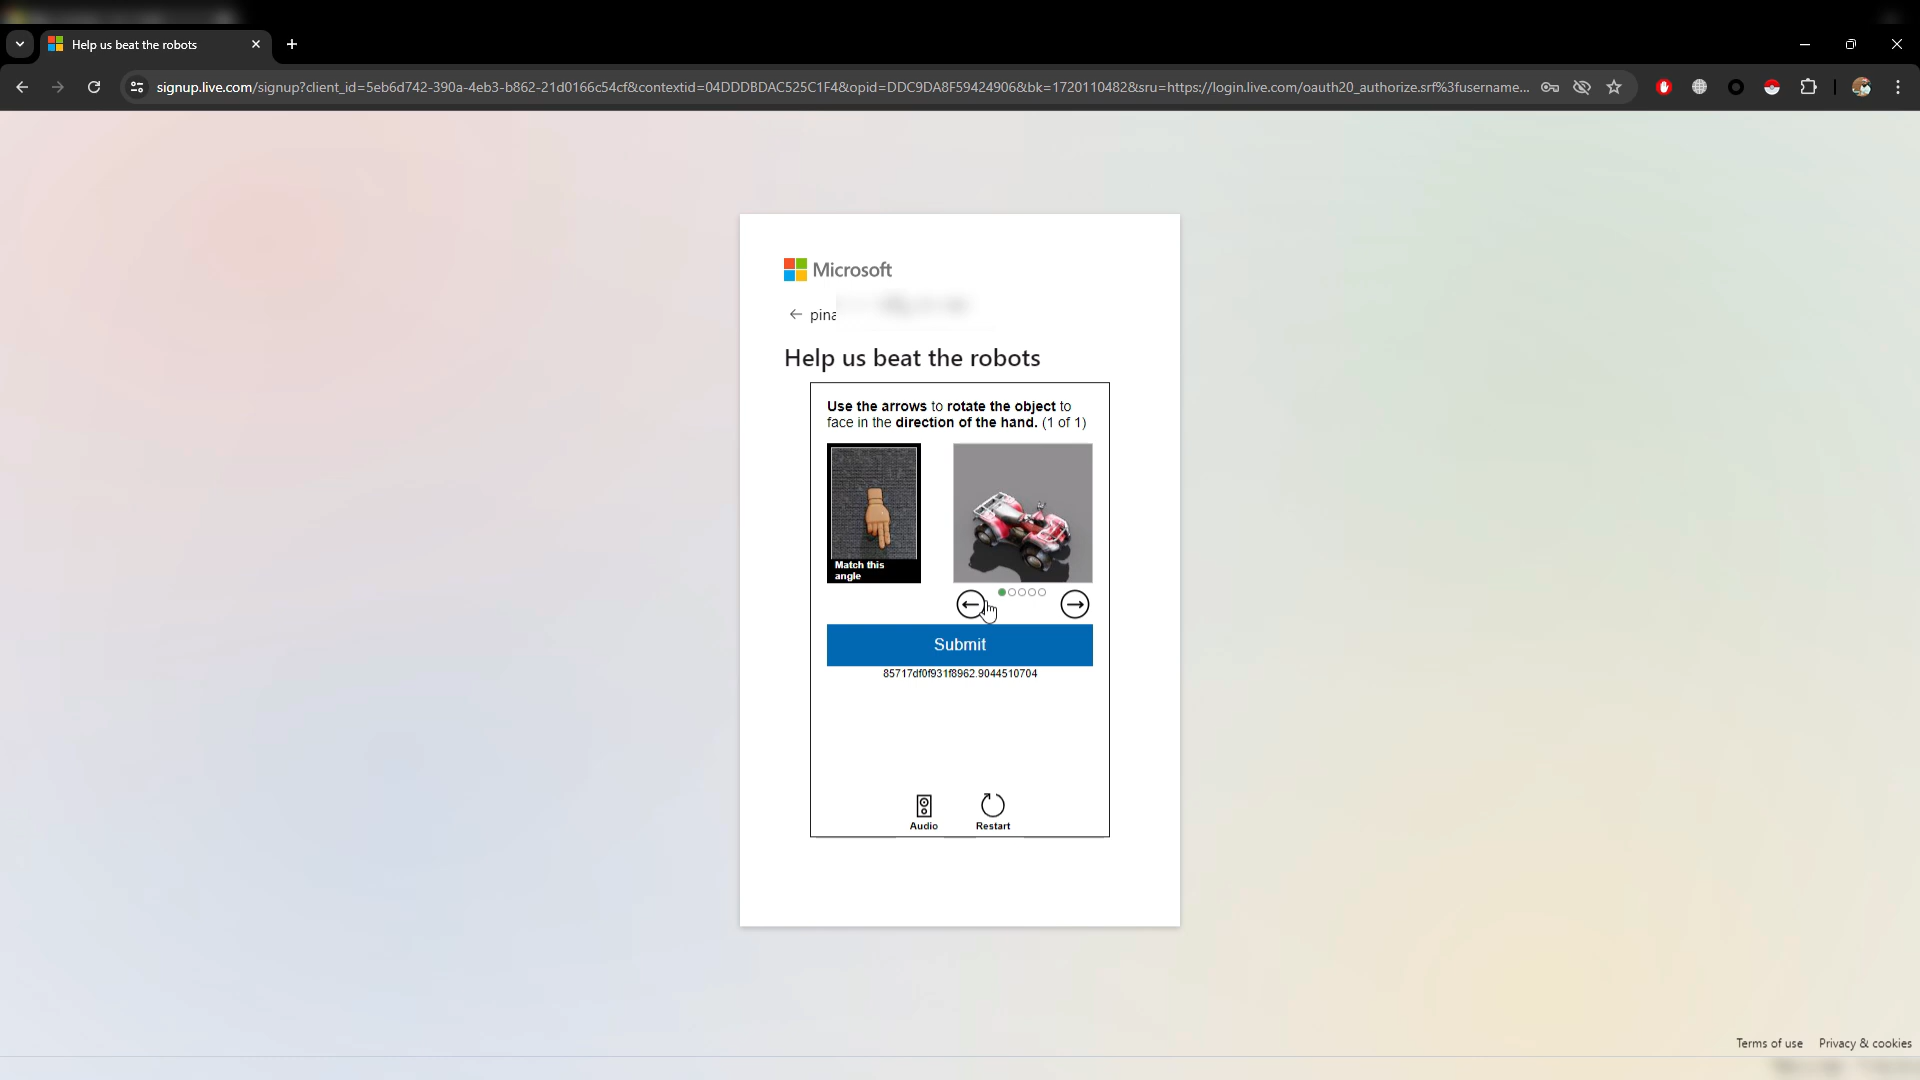 Help us beat the robots
signup.live.com/signup?client_id=5eb6d742-390a-4eb3-b862-21d0166c54cf&contextid=04DDDBDAC525C1F4&opid=DDC9DA8F59424906&bk=1720110482&sru=https://login.live.com/oauth20_authorize.srf%3fusername...
Microsoft
pina
Help us beat the robots
Use the arrows to rotate the object to
face in the direction of the hand. (1 of 1)
Match this
angle
Submit
85717df0f931f8962.9044510704
Audio
Restart
Terms of use
Privacy & cookies